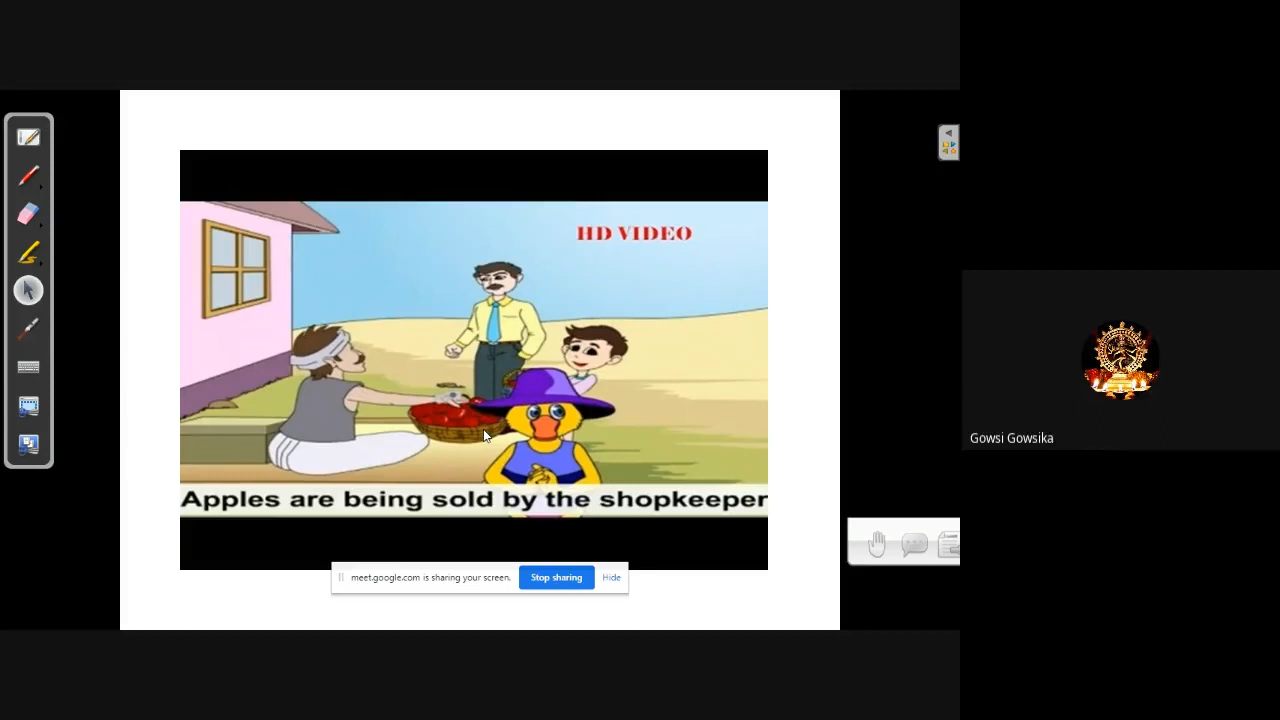 HD VIDEO
Apples are being sold by the shopkeeper
meet.google.com is sharing your screen.
Stop sharing
Hide
Gowsi Gowsika